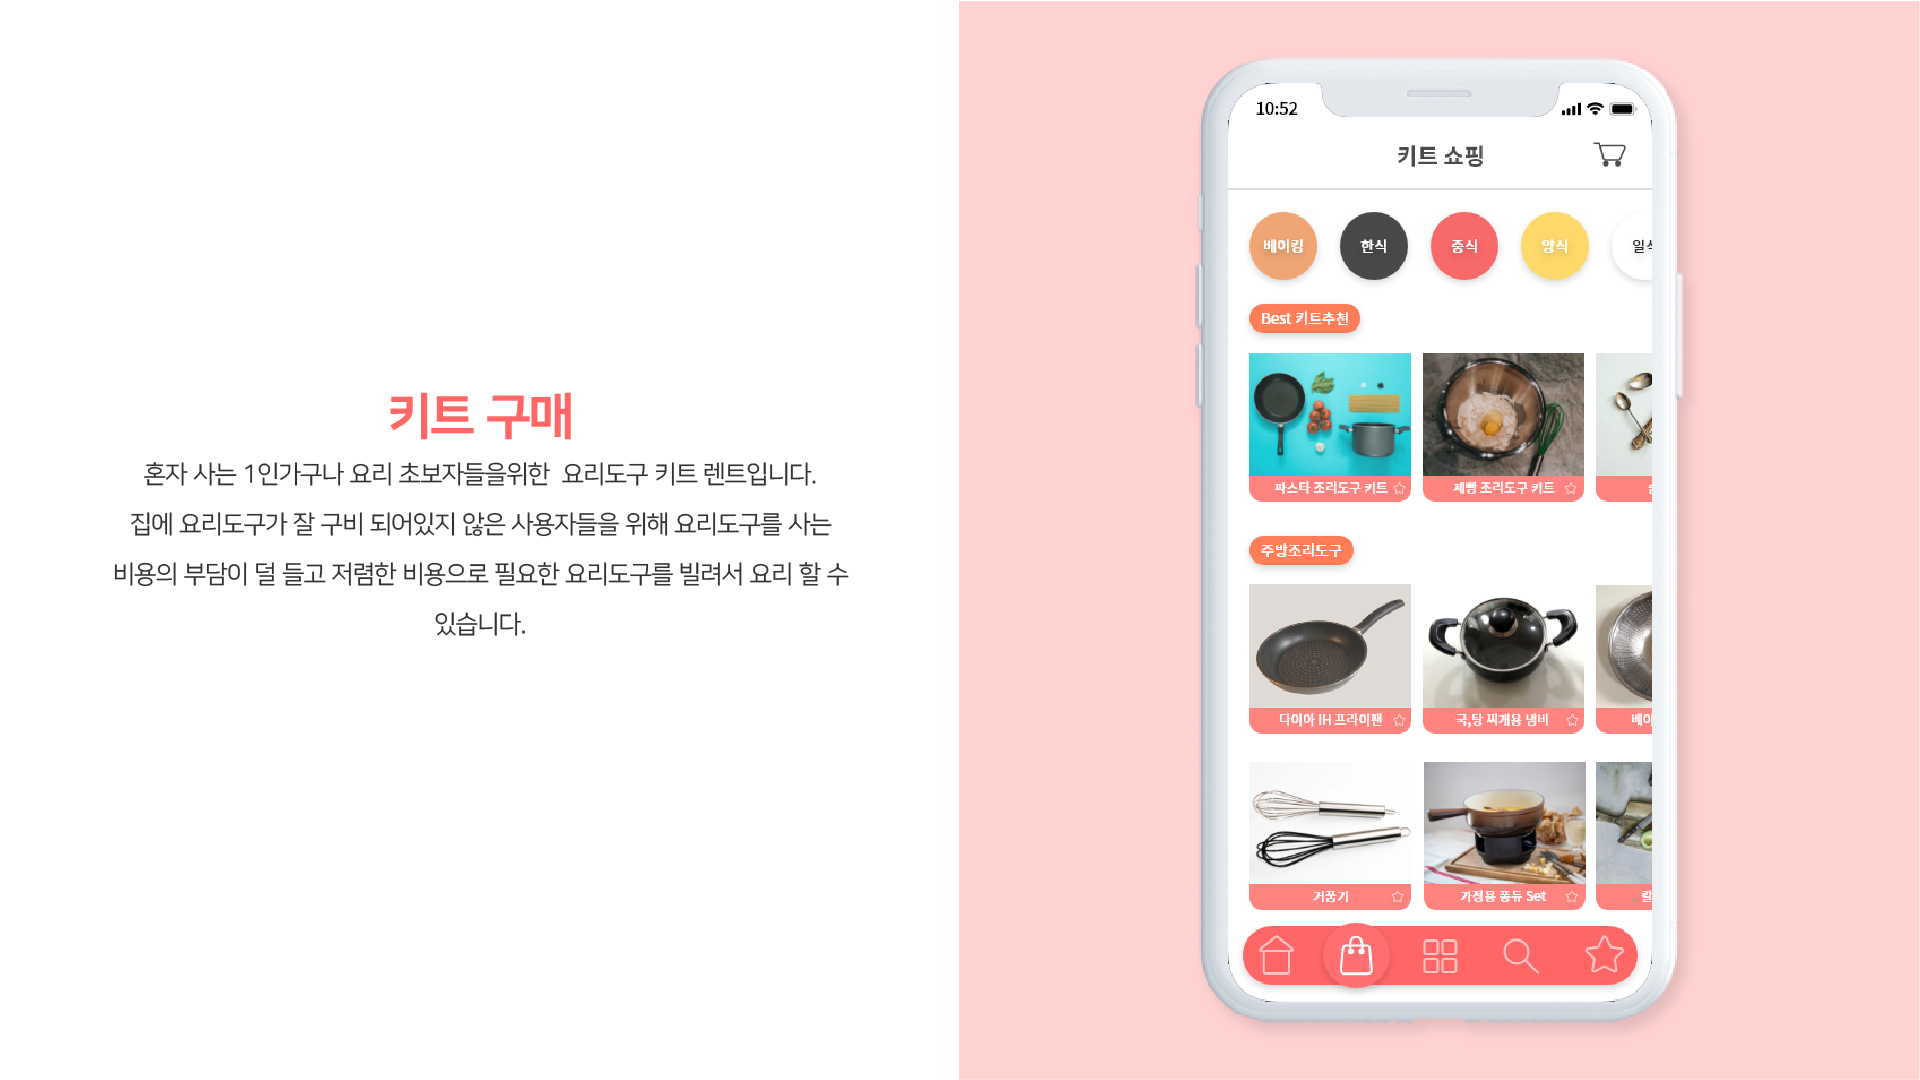 키트 구매
혼자 사는 1인가구나 요리 초보자들을위한  요리도구 키트 렌트입니다.
집에 요리도구가 잘 구비 되어있지 않은 사용자들을 위해 요리도구를 사는
비용의 부담이 덜 들고 저렴한 비용으로 필요한 요리도구를 빌려서 요리 할 수
있습니다.
10:52
키트 쇼핑
베이킹 한식 중식 양식
Best 키트추천
파스타 조리도구 키트 제빵 조리도구 키트
주방조리도구
다이아 IH 프라이팬 국,탕 찌개용 냄비
거품기 가정용 퐁듀 Set